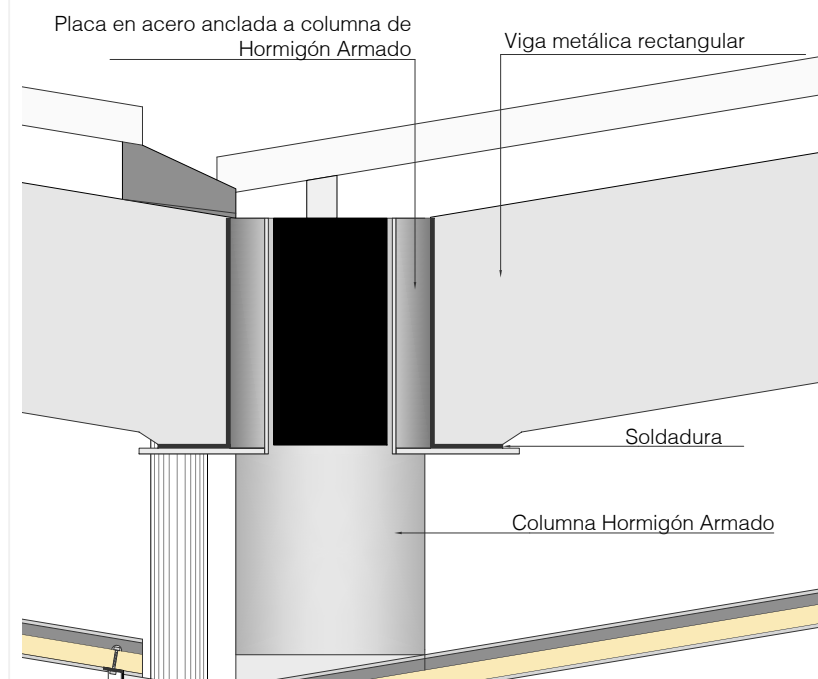 Placa en acero anclada a columna de
Hormigón Armado
Viga metálica rectangular
Soldadura
Columna Hormigón Armado